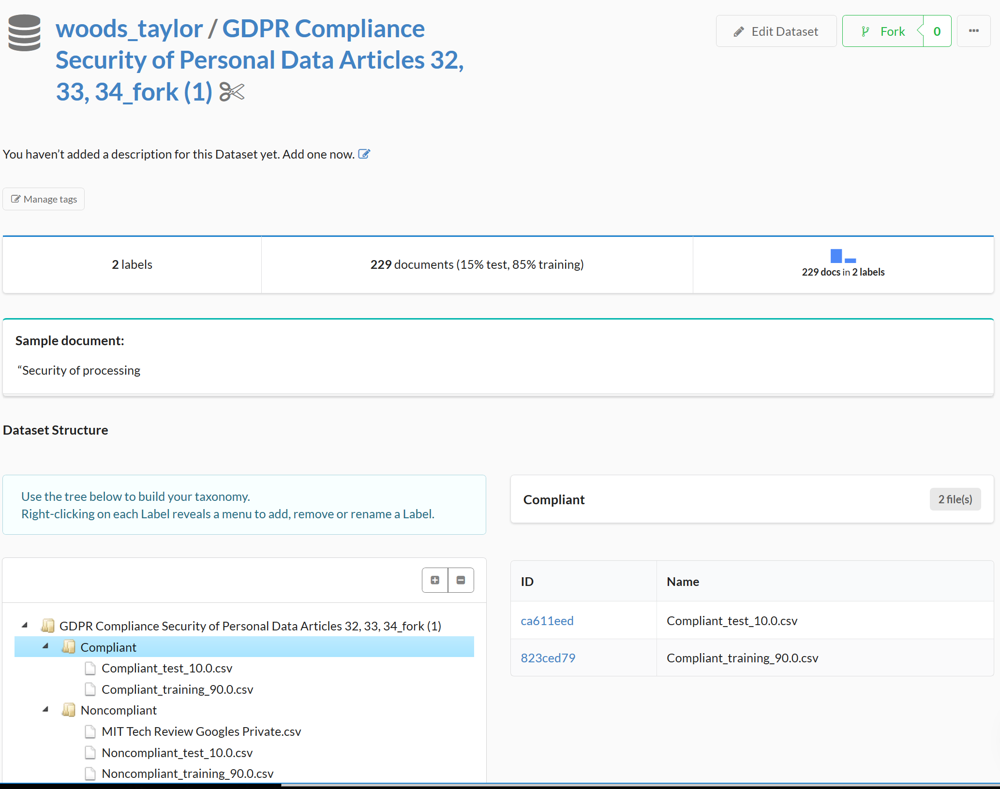 woods_taylor / GDPR Compliance
Security of Personal Data Articles 32,
33, 34_fork (1)
Edit Dataset
Fork
0
You haven’t added a description for this Dataset yet. Add one now.
Manage tags
2 labels
229 documents (15% test, 85% training)
229 docs in 2 labels
Sample document:
“Security of processing
Dataset Structure
Use the tree below to build your taxonomy.
Right-clicking on each Label reveals a menu to add, remove or rename a Label.
GDPR Compliance Security of Personal Data Articles 32, 33, 34_fork (1)
Compliant
Compliant_test_10.0.csv
Compliant_training_90.0.csv
Noncompliant
MIT Tech Review Googles Private.csv
Noncompliant_test_10.0.csv
Noncompliant_training_90.0.csv
Compliant
2 file(s)
ID Name
ca611eed Compliant_test_10.0.csv
823ced79 Compliant_training_90.0.csv